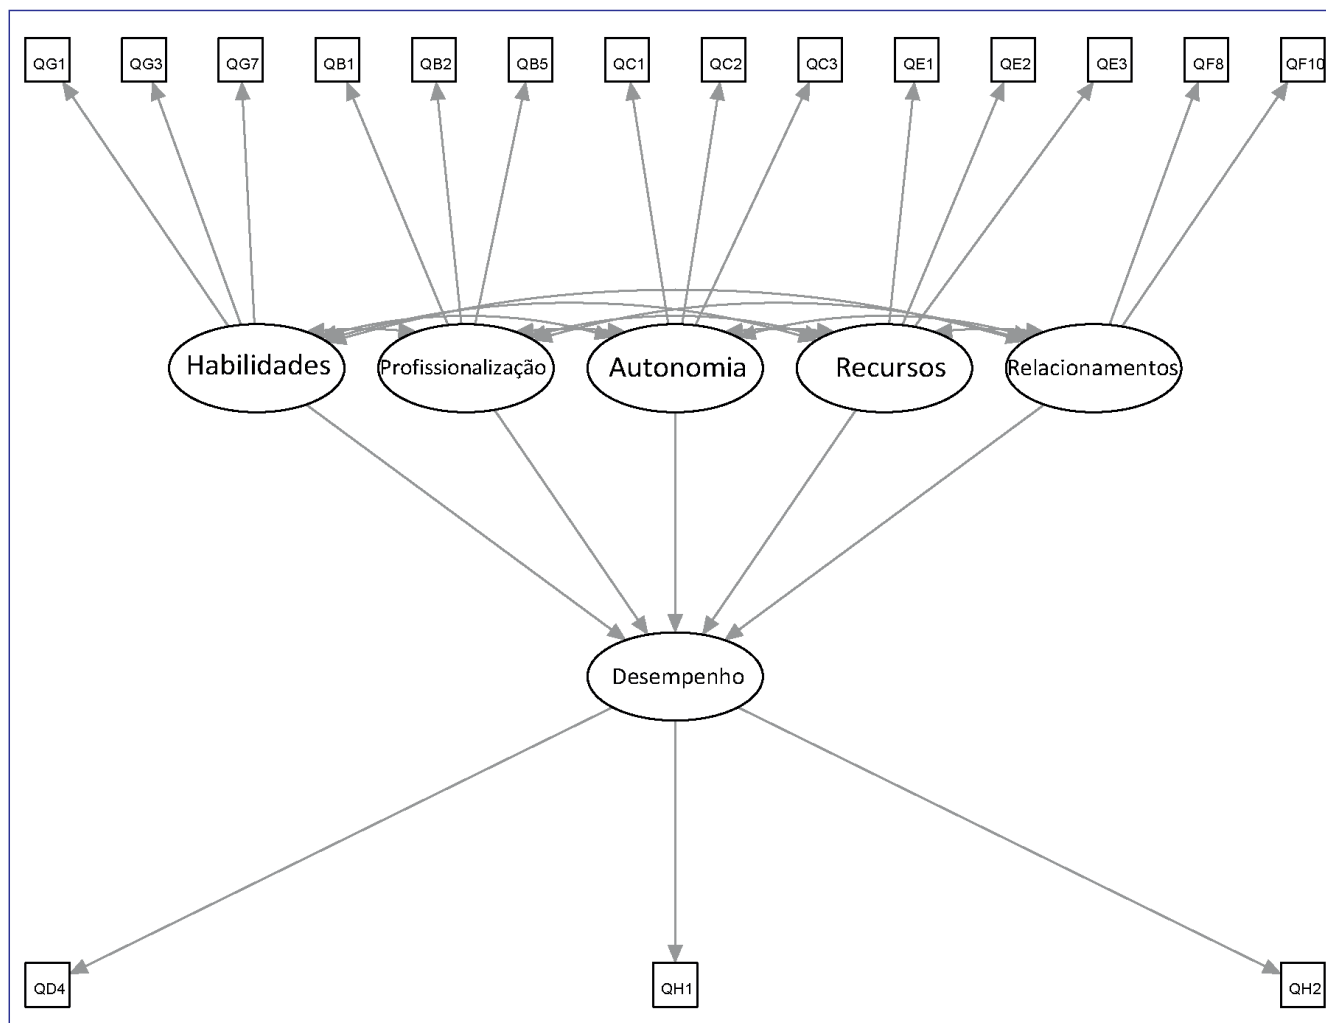 QG1
QG3
QG7
QB1
QB2
QB5
QC1
QC2
QC3
QE1
QE2
QE3
QF8
QF10
Habilidades
Profissionalização
Autonomia
Recursos
Relacionamentos
Desempenho
QD4
QH1
QH2